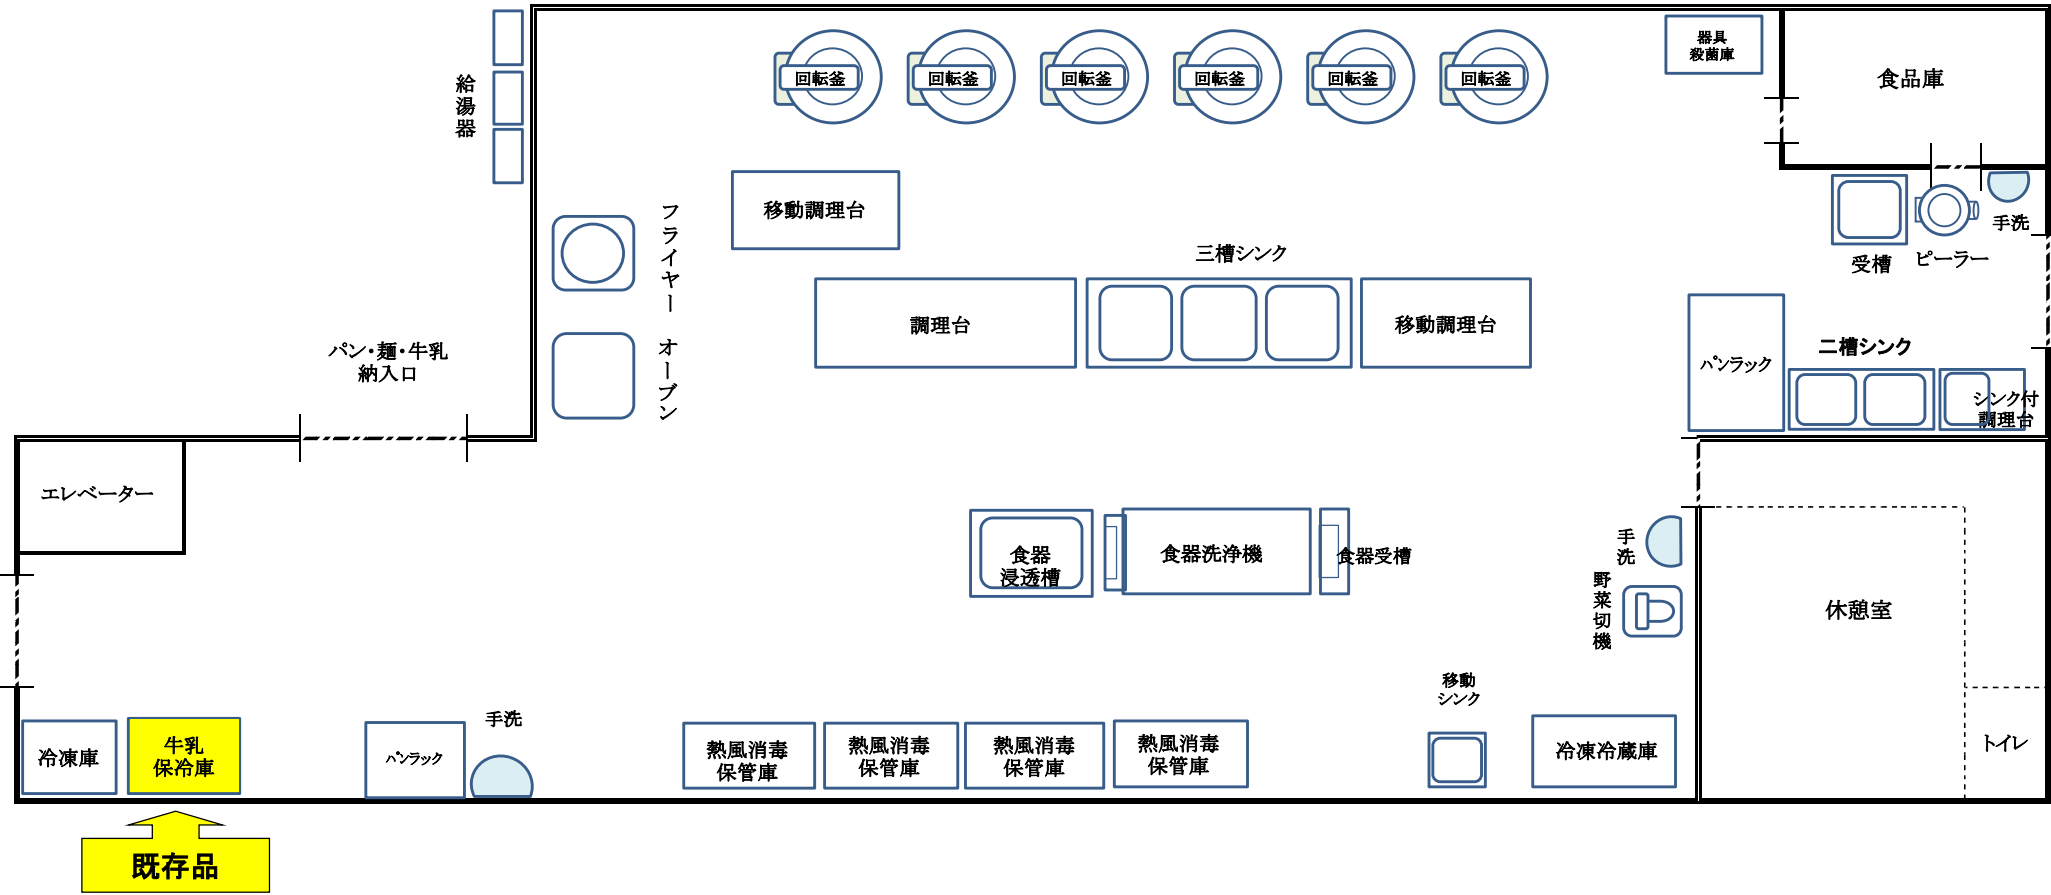 給湯器
回転釜
回転釜
回転釜
回転釜
回転釜
回転釜
器具
殺菌庫
食品庫
移動調理台
フライヤー
三槽シンク
受槽
ピーラー
手洗
調理台
移動調理台
パン・麺・牛乳
納入口
オーブン
パンラック
二槽シンク
シンク付
調理台
エレベーター
食器
浸透槽
食器洗浄機
食器受槽
手洗
野菜切機
休憩室
移動
シンク
冷凍庫
牛乳
保冷庫
パンラック
手洗
熱風消毒
保管庫
熱風消毒
保管庫
熱風消毒
保管庫
熱風消毒
保管庫
冷凍冷蔵庫
トイレ
既存品